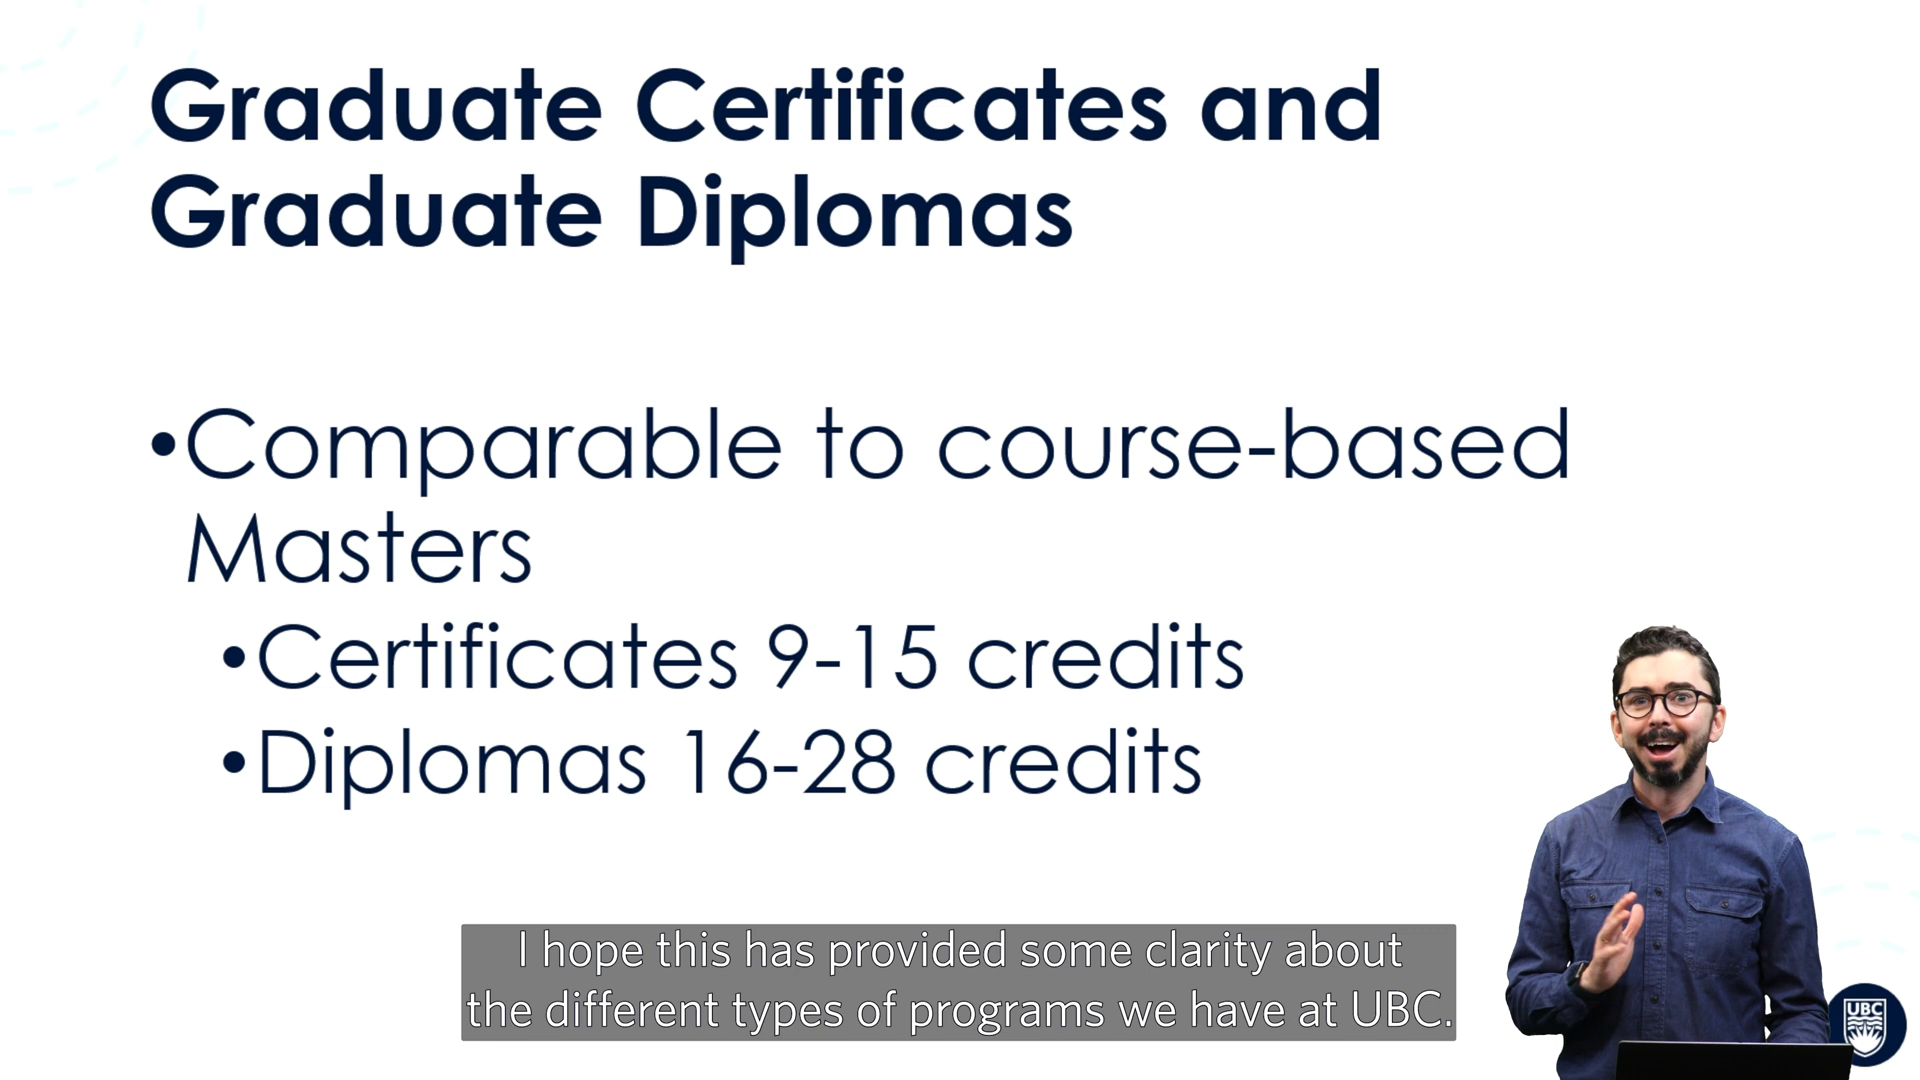 Graduate Certificates and
Graduate Diplomas
•Comparable to course-based
Masters
•Certificates 9-15 credits
•Diplomas 16-28 credits
I hope this has provided some clarity about
the different types of programs we have at UBC.
UBC